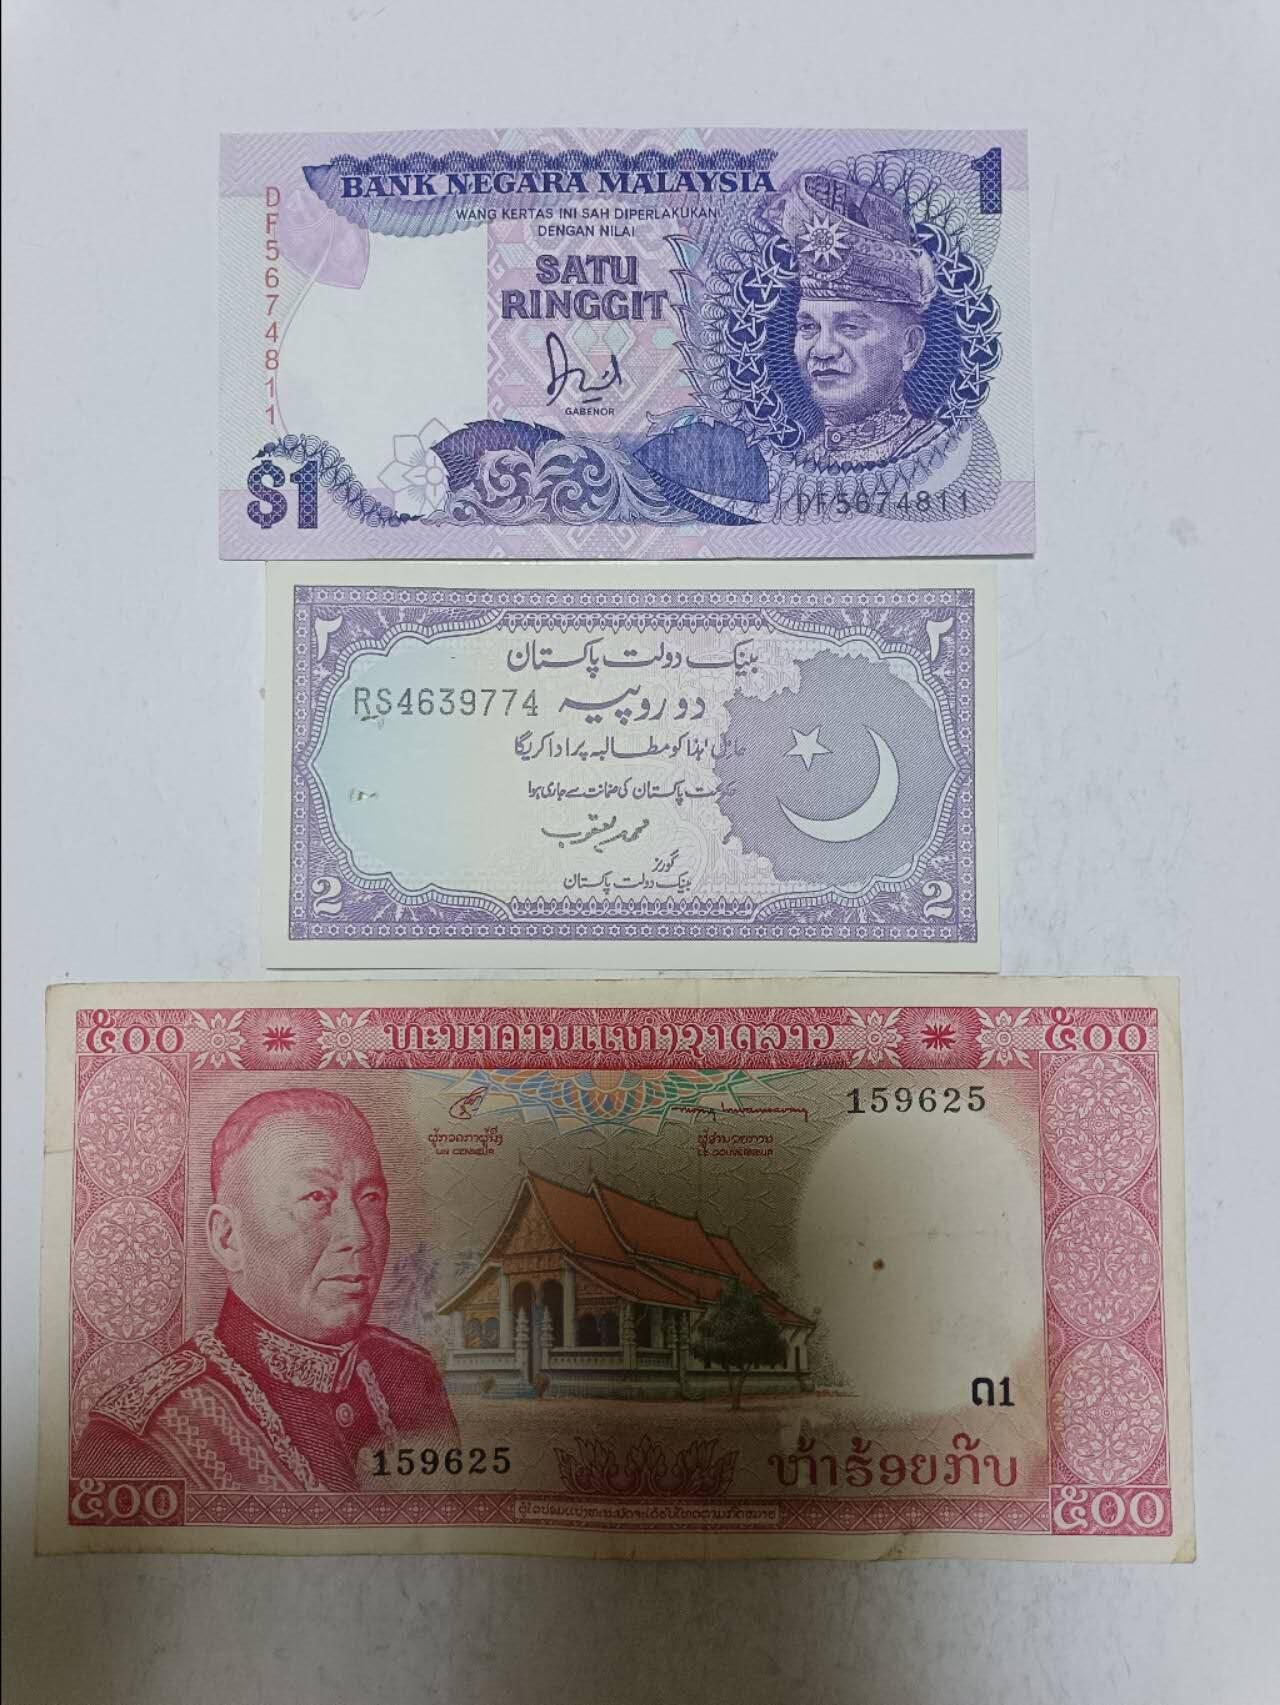 BANK NEGARA MALAYSIA
1
WANG KERTAS INI SAH DIPERLAKUKAN
DENGAN NILAI
SATU
RINGGIT
GABENOR
DF5674811
$1
DF5674811
۲
۲
بینک دولت پاکستان
RS4639774
دو روپیہ
حامل ہٰذا کو مطالبہ پر ادا کریگا
حکومت پاکستان کی ضمانت سے جاری ہوا
محمد یعقوب
گورنر
بینک دولت پاکستان
2
2
໕໐໐
ທະນາຄານແຫ່ງຊາດລາວ
໕໐໐
159625
ຜູ້ກວດກາຜູ້ນຶ່ງ
ຜູ້ອຳນວຍການ
UN CENSEUR
LE GOUVERNEUR
ດ1
159625
ຫ້າຮ້ອຍກີບ
໕໐໐
໕໐໐